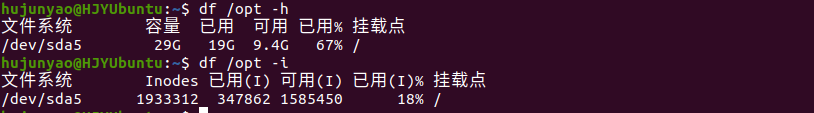 hujunyao@HJYUbuntu:~$ df /opt -h
文件系统 容量 已用 可用 已用% 挂载点
/dev/sda5 29G 19G 9.4G 67% /
hujunyao@HJYUbuntu:~$ df /opt -i
文件系统 Inodes 已用(I) 可用(I) 已用(I)% 挂载点
/dev/sda5 1933312 347862 1585450 18% /
hujunyao@HJYUbuntu:~$